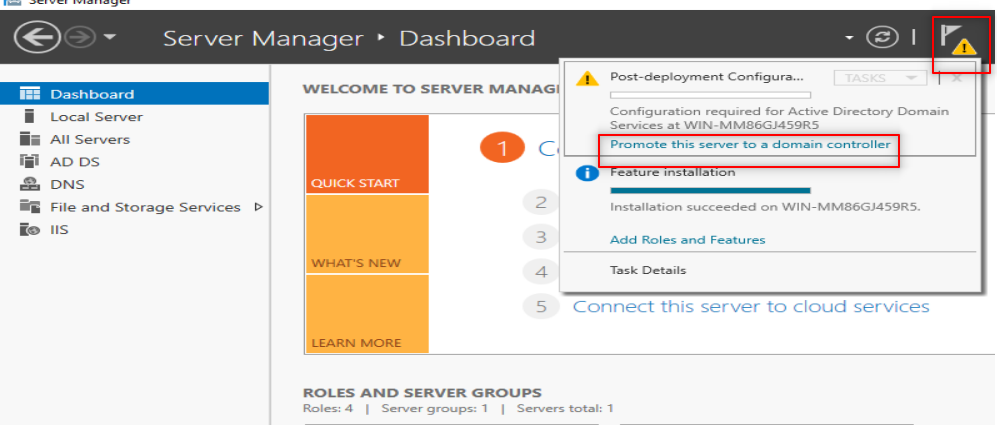 Server Manager
Server Manager • Dashboard
Dashboard
Local Server
All Servers
AD DS
DNS
File and Storage Services
IIS
WELCOME TO SERVER MANAG
QUICK START
WHAT'S NEW
LEARN MORE
1
2
3
4
5 Connect this server to cloud services
Post-deployment Configura... TASKS
Configuration required for Active Directory Domain
Services at WIN-MM86GJ459R5
Promote this server to a domain controller
Feature installation
Installation succeeded on WIN-MM86GJ459R5.
Add Roles and Features
Task Details
ROLES AND SERVER GROUPS
Roles: 4 | Server groups: 1 | Servers total: 1